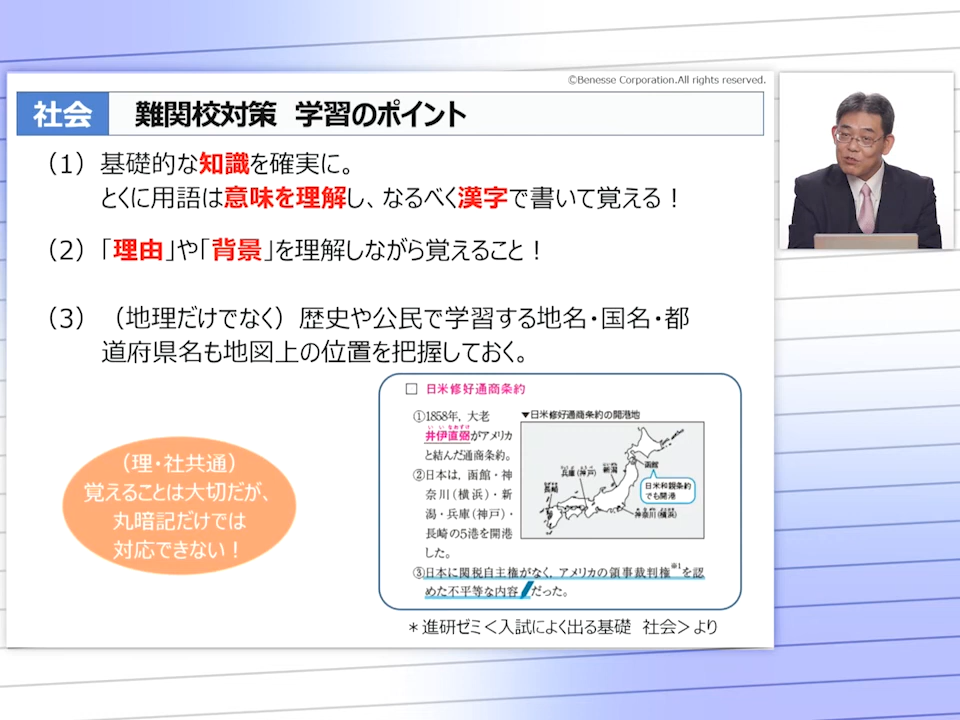 ©Benesse Corporation.All rights reserved.
社会 難関校対策 学習のポイント
（1）基礎的な知識を確実に。
とくに用語は意味を理解し、なるべく漢字で書いて覚える！
（2）「理由」や「背景」を理解しながら覚えること！
（3）（地理だけでなく）歴史や公民で学習する地名・国名・都
道府県名も地図上の位置を把握しておく。
（理・社共通）
覚えることは大切だが、
丸暗記だけでは
対応できない！
□ 日米修好通商条約
①1858年，大老
いいなおすけ
井伊直弼がアメリカ
と結んだ通商条約。
②日本は，函館・神
奈川（横浜）・新
潟・兵庫（神戸）・
長崎の5港を開港
した。
③日本に関税自主権がなく，アメリカの領事裁判権※1を認
めた不平等な内容だった。
▼日米修好通商条約の開港地
函館
新潟
兵庫（神戸）
長崎
日米和親条約
でも開港
神奈川（横浜）
＊進研ゼミ＜入試によく出る基礎 社会＞より